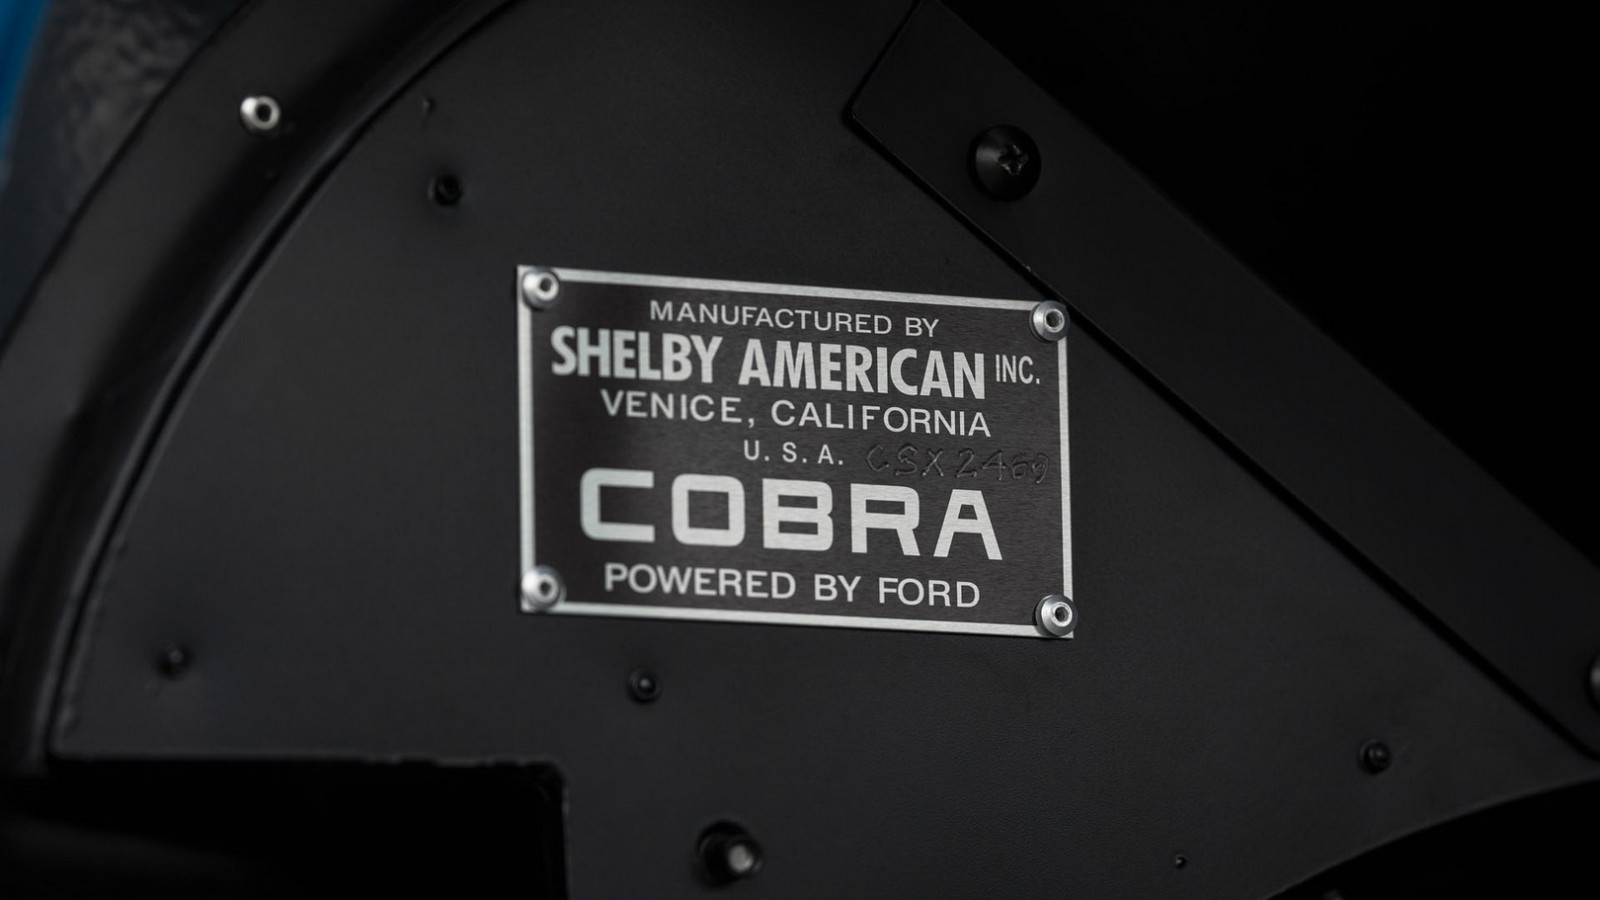 MANUFACTURED BY
SHELBY AMERICAN INC.
VENICE, CALIFORNIA
U.S.A. CSX2469
COBRA
POWERED BY FORD